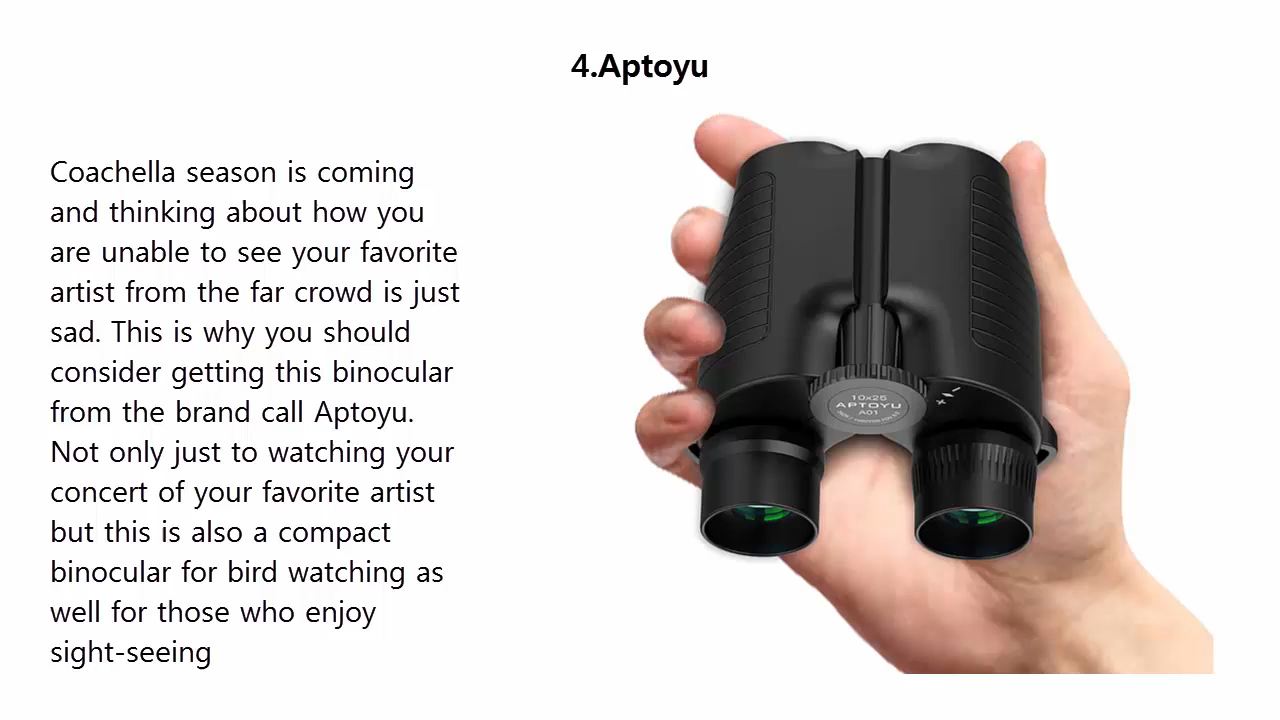 4.Aptoyu
Coachella season is coming
and thinking about how you
are unable to see your favorite
artist from the far crowd is just
sad. This is why you should
consider getting this binocular
from the brand call Aptoyu.
Not only just to watching your
concert of your favorite artist
but this is also a compact
binocular for bird watching as
well for those who enjoy
sight-seeing
10x25
APTOYU
A01